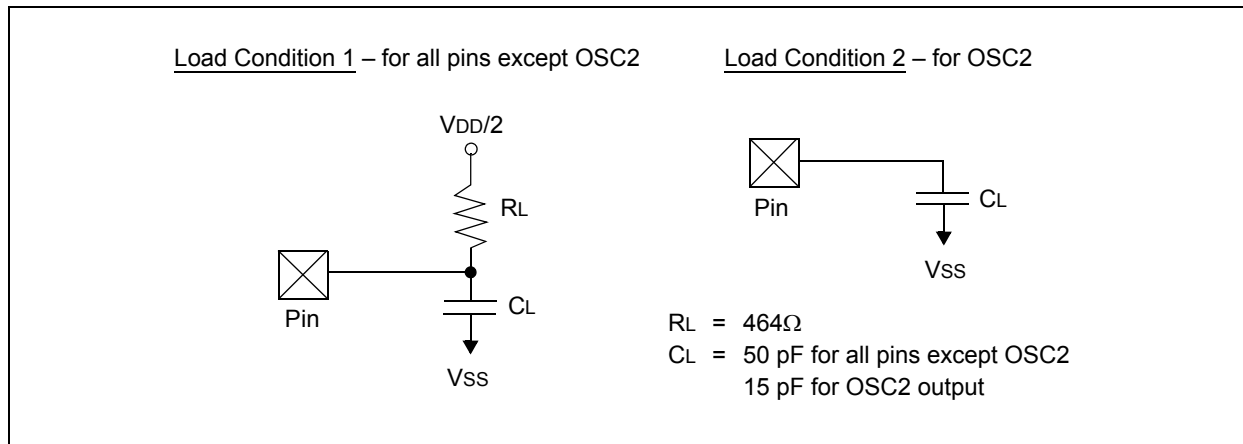 Load Condition 1 – for all pins except OSC2
VDD/2
RL
Pin
CL
VSS
Load Condition 2 – for OSC2
Pin
CL
VSS
RL = 464Ω
CL = 50 pF for all pins except OSC2
15 pF for OSC2 output